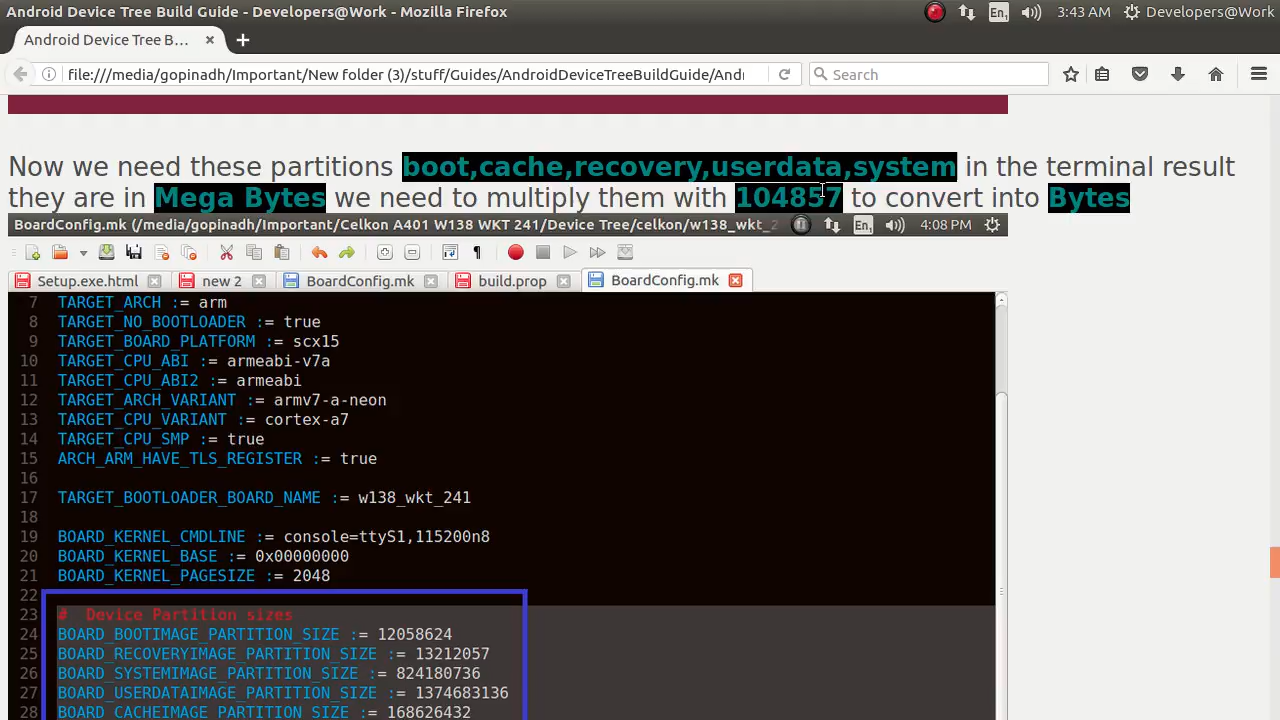 Android Device Tree Build Guide - Developers@Work - Mozilla Firefox En1 3:43 AM Developers@Work
Android Device Tree B... × +
file:///media/gopinadh/Important/New folder (3)/stuff/Guides/AndroidDeviceTreeBuildGuide/And Search
Now we need these partitions boot,cache,recovery,userdata,system in the terminal result
they are in Mega Bytes we need to multiply them with 104857 to convert into Bytes
BoardConfig.mk (/media/gopinadh/Important/Celkon A401 W138 WKT 241/Device Tree/celkon/w138_wkt_2 En1 4:08 PM
Setup.exe.html new 2 BoardConfig.mk build.prop BoardConfig.mk
7 TARGET_ARCH := arm
8 TARGET_NO_BOOTLOADER := true
9 TARGET_BOARD_PLATFORM := scx15
10 TARGET_CPU_ABI := armeabi-v7a
11 TARGET_CPU_ABI2 := armeabi
12 TARGET_ARCH_VARIANT := armv7-a-neon
13 TARGET_CPU_VARIANT := cortex-a7
14 TARGET_CPU_SMP := true
15 ARCH_ARM_HAVE_TLS_REGISTER := true
16
17 TARGET_BOOTLOADER_BOARD_NAME := w138_wkt_241
18
19 BOARD_KERNEL_CMDLINE := console=ttyS1,115200n8
20 BOARD_KERNEL_BASE := 0x00000000
21 BOARD_KERNEL_PAGESIZE := 2048
22
23 # Device Partition sizes
24 BOARD_BOOTIMAGE_PARTITION_SIZE := 12058624
25 BOARD_RECOVERYIMAGE_PARTITION_SIZE := 13212057
26 BOARD_SYSTEMIMAGE_PARTITION_SIZE := 824180736
27 BOARD_USERDATAIMAGE_PARTITION_SIZE := 1374683136
28 BOARD_CACHEIMAGE_PARTITION_SIZE := 168626432